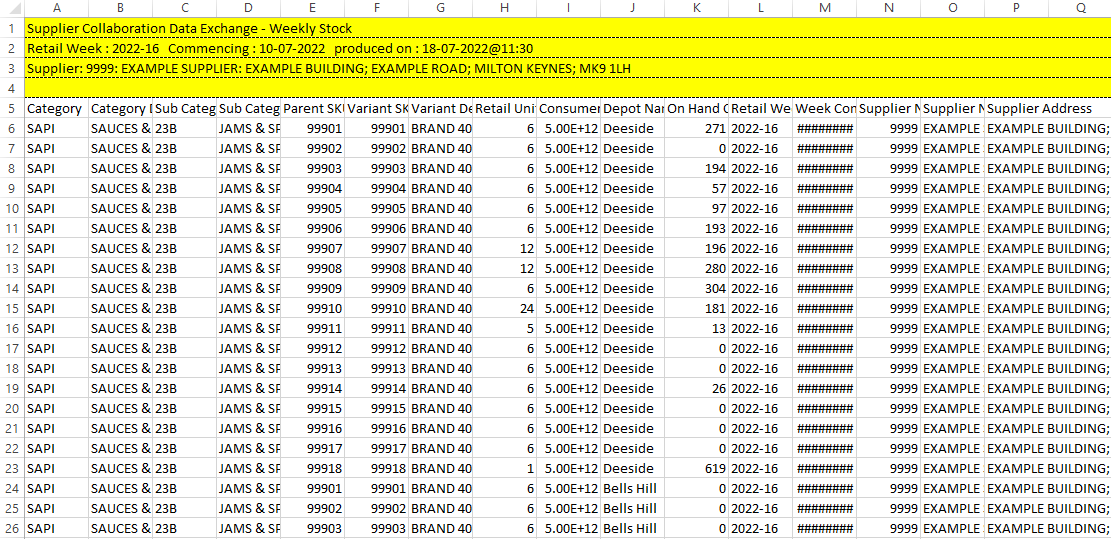 A B C D E F G H I J K L M N O P Q
1 Supplier Collaboration Data Exchange - Weekly Stock
2 Retail Week : 2022-16 Commencing : 10-07-2022 produced on : 18-07-2022@11:30
3 Supplier: 9999: EXAMPLE SUPPLIER: EXAMPLE BUILDING; EXAMPLE ROAD; MILTON KEYNES; MK9 1LH
4
5 Category Category Sub Categ Sub Categ Parent SK Variant SK Variant De Retail Uni Consumer Depot Na On Hand Retail We Week Con Supplier N Supplier N Supplier Address
6 SAPI SAUCES & 23B JAMS & SP 99901 99901 BRAND 40 6 5.00E+12 Deeside 271 2022-16 ######## 9999 EXAMPLE EXAMPLE BUILDING;
7 SAPI SAUCES & 23B JAMS & SP 99902 99902 BRAND 40 6 5.00E+12 Deeside 0 2022-16 ######## 9999 EXAMPLE EXAMPLE BUILDING;
8 SAPI SAUCES & 23B JAMS & SP 99903 99903 BRAND 40 6 5.00E+12 Deeside 194 2022-16 ######## 9999 EXAMPLE EXAMPLE BUILDING;
9 SAPI SAUCES & 23B JAMS & SP 99904 99904 BRAND 40 6 5.00E+12 Deeside 57 2022-16 ######## 9999 EXAMPLE EXAMPLE BUILDING;
10 SAPI SAUCES & 23B JAMS & SP 99905 99905 BRAND 40 6 5.00E+12 Deeside 97 2022-16 ######## 9999 EXAMPLE EXAMPLE BUILDING;
11 SAPI SAUCES & 23B JAMS & SP 99906 99906 BRAND 40 6 5.00E+12 Deeside 193 2022-16 ######## 9999 EXAMPLE EXAMPLE BUILDING;
12 SAPI SAUCES & 23B JAMS & SP 99907 99907 BRAND 40 12 5.00E+12 Deeside 196 2022-16 ######## 9999 EXAMPLE EXAMPLE BUILDING;
13 SAPI SAUCES & 23B JAMS & SP 99908 99908 BRAND 40 12 5.00E+12 Deeside 280 2022-16 ######## 9999 EXAMPLE EXAMPLE BUILDING;
14 SAPI SAUCES & 23B JAMS & SP 99909 99909 BRAND 40 6 5.00E+12 Deeside 304 2022-16 ######## 9999 EXAMPLE EXAMPLE BUILDING;
15 SAPI SAUCES & 23B JAMS & SP 99910 99910 BRAND 40 24 5.00E+12 Deeside 181 2022-16 ######## 9999 EXAMPLE EXAMPLE BUILDING;
16 SAPI SAUCES & 23B JAMS & SP 99911 99911 BRAND 40 5 5.00E+12 Deeside 13 2022-16 ######## 9999 EXAMPLE EXAMPLE BUILDING;
17 SAPI SAUCES & 23B JAMS & SP 99912 99912 BRAND 40 6 5.00E+12 Deeside 0 2022-16 ######## 9999 EXAMPLE EXAMPLE BUILDING;
18 SAPI SAUCES & 23B JAMS & SP 99913 99913 BRAND 40 6 5.00E+12 Deeside 0 2022-16 ######## 9999 EXAMPLE EXAMPLE BUILDING;
19 SAPI SAUCES & 23B JAMS & SP 99914 99914 BRAND 40 6 5.00E+12 Deeside 26 2022-16 ######## 9999 EXAMPLE EXAMPLE BUILDING;
20 SAPI SAUCES & 23B JAMS & SP 99915 99915 BRAND 40 6 5.00E+12 Deeside 0 2022-16 ######## 9999 EXAMPLE EXAMPLE BUILDING;
21 SAPI SAUCES & 23B JAMS & SP 99916 99916 BRAND 40 6 5.00E+12 Deeside 0 2022-16 ######## 9999 EXAMPLE EXAMPLE BUILDING;
22 SAPI SAUCES & 23B JAMS & SP 99917 99917 BRAND 40 6 5.00E+12 Deeside 0 2022-16 ######## 9999 EXAMPLE EXAMPLE BUILDING;
23 SAPI SAUCES & 23B JAMS & SP 99918 99918 BRAND 40 1 5.00E+12 Deeside 619 2022-16 ######## 9999 EXAMPLE EXAMPLE BUILDING;
24 SAPI SAUCES & 23B JAMS & SP 99901 99901 BRAND 40 6 5.00E+12 Bells Hill 0 2022-16 ######## 9999 EXAMPLE EXAMPLE BUILDING;
25 SAPI SAUCES & 23B JAMS & SP 99902 99902 BRAND 40 6 5.00E+12 Bells Hill 0 2022-16 ######## 9999 EXAMPLE EXAMPLE BUILDING;
26 SAPI SAUCES & 23B JAMS & SP 99903 99903 BRAND 40 6 5.00E+12 Bells Hill 0 2022-16 ######## 9999 EXAMPLE EXAMPLE BUILDING;